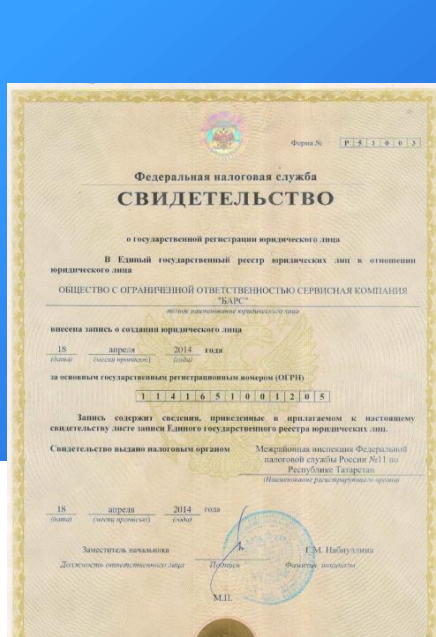 Форма № Р 5 1 0 0 3
Федеральная налоговая служба
СВИДЕТЕЛЬСТВО
о государственной регистрации юридического лица
В Единый государственный реестр юридических лиц в отношении
юридического лица
ОБЩЕСТВО С ОГРАНИЧЕННОЙ ОТВЕТСТВЕННОСТЬЮ СЕРВИСНАЯ КОМПАНИЯ
"БАРС"
полное наименование юридического лица
внесена запись о создании юридического лица
18 апреля 2014 года
(дата) (месяц прописью) (год)
за основным государственным регистрационным номером (ОГРН)
1 1 4 1 6 5 1 0 0 1 2 0 5
Запись содержит сведения, приведенные в прилагаемом к настоящему
свидетельству листе записи Единого государственного реестра юридических лиц.
Свидетельство выдано налоговым органом Межрайонная инспекция Федеральной
налоговой службы России №11 по
Республике Татарстан
(Наименование регистрирующего органа)
18 апреля 2014 года
(дата) (месяц прописью) (год)
Заместитель начальника Г.М. Набиуллина
Должность ответственного лица Подпись Фамилия, инициалы
М.П.